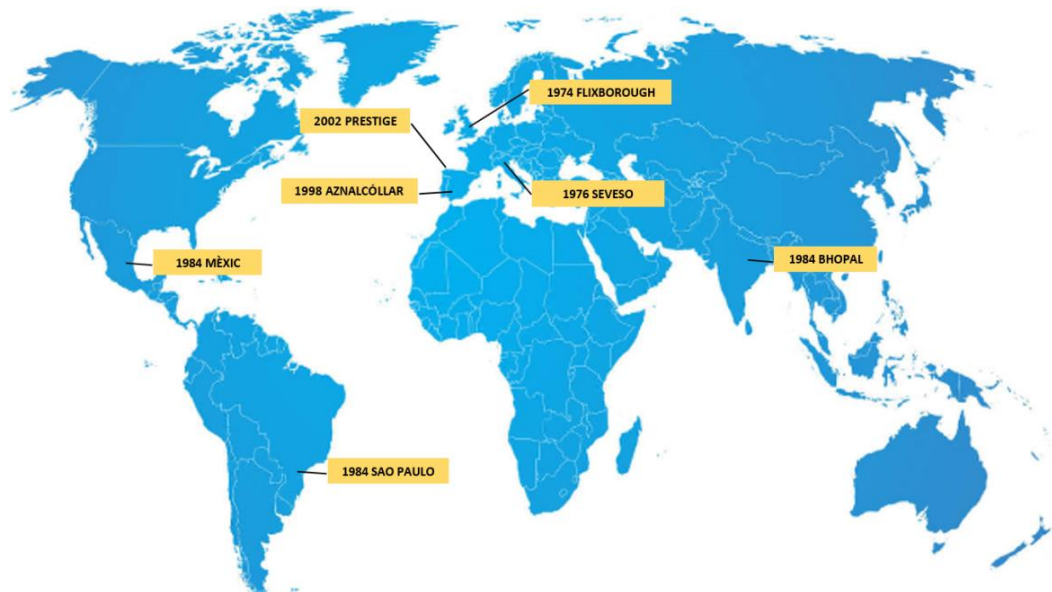 1974 FLIXBOROUGH
2002 PRESTIGE
1998 AZNALCÓLLAR
1976 SEVESO
1984 MÈXIC
1984 BHOPAL
1984 SAO PAULO